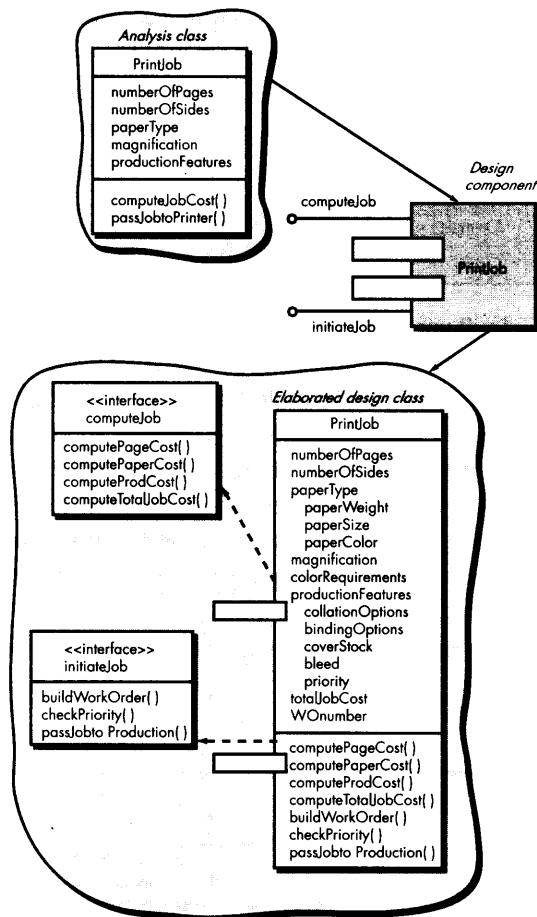 Analysis class
PrintJob
numberOfPages
numberOfSides
paperType
magnification
productionFeatures
computeJobCost( )
passJobtoPrinter( )
Design
component
computeJob
PrintJob
initiateJob
<<interface>>
computeJob
computePageCost( )
computePaperCost( )
computeProdCost( )
computeTotalJobCost( )
<<interface>>
initiateJob
buildWorkOrder( )
checkPriority( )
passJobto Production( )
Elaborated design class
PrintJob
numberOfPages
numberOfSides
paperType
paperWeight
paperSize
paperColor
magnification
colorRequirements
productionFeatures
collationOptions
bindingOptions
coverStock
bleed
priority
totalJobCost
WOnumber
computePageCost( )
computePaperCost( )
computeProdCost( )
computeTotalJobCost( )
buildWorkOrder( )
checkPriority( )
passJobto Production( )